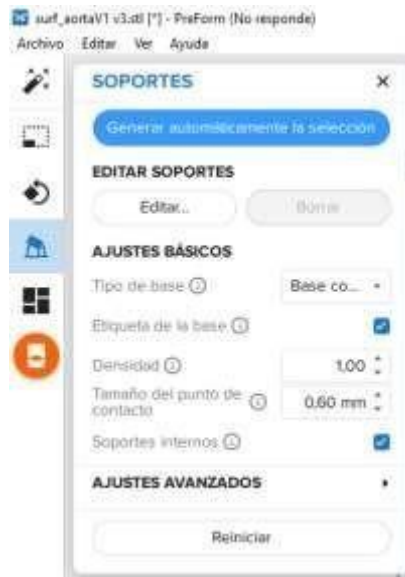 surf_aortaV1 v3.stl [*] - PreForm (No responde)
Archivo Editar Ver Ayuda
SOPORTES
Generar automáticamente la selección
EDITAR SOPORTES
Editar... Borrar
AJUSTES BÁSICOS
Tipo de base Base co...
Etiqueta de la base
Densidad 1,00
Tamaño del punto de
contacto 0,60 mm
Soportes internos
AJUSTES AVANZADOS
Reiniciar